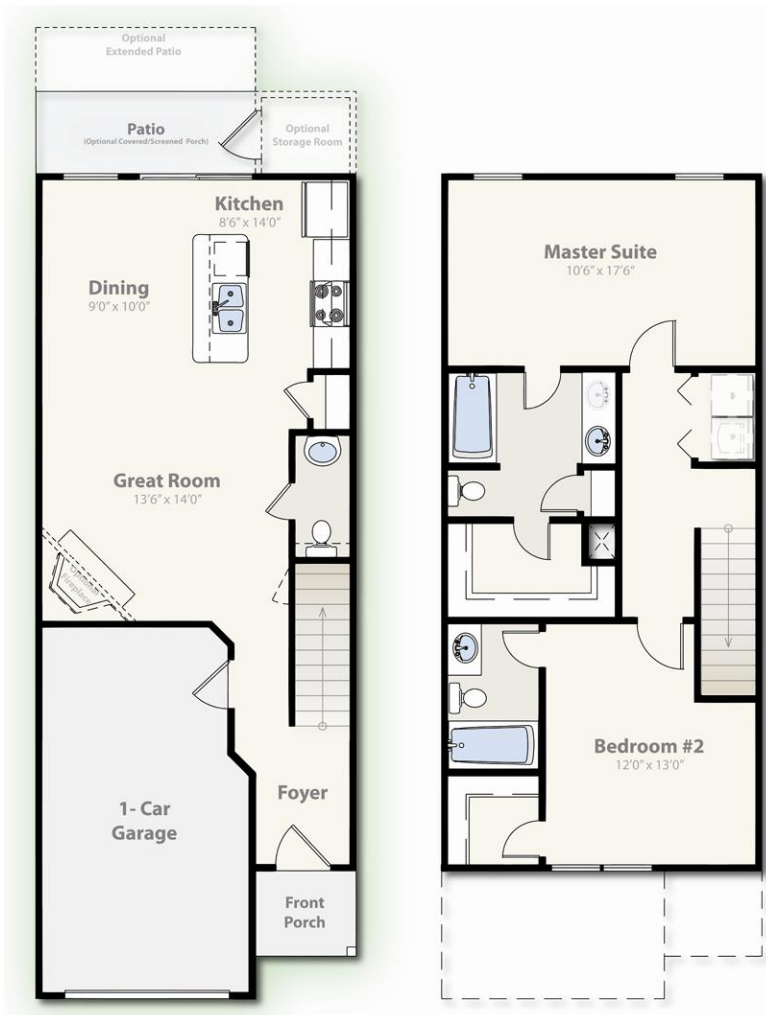 Optional
Extended Patio
Patio
(Optional Covered/Screened Porch)
Optional
Storage Room
Kitchen
8'6" x 14'0"
Dining
9'0" x 10'0"
Great Room
13'6" x 14'0"
Optional
Fireplace
1- Car
Garage
Foyer
Front
Porch
Master Suite
10'6" x 17'6"
Bedroom #2
12'0" x 13'0"